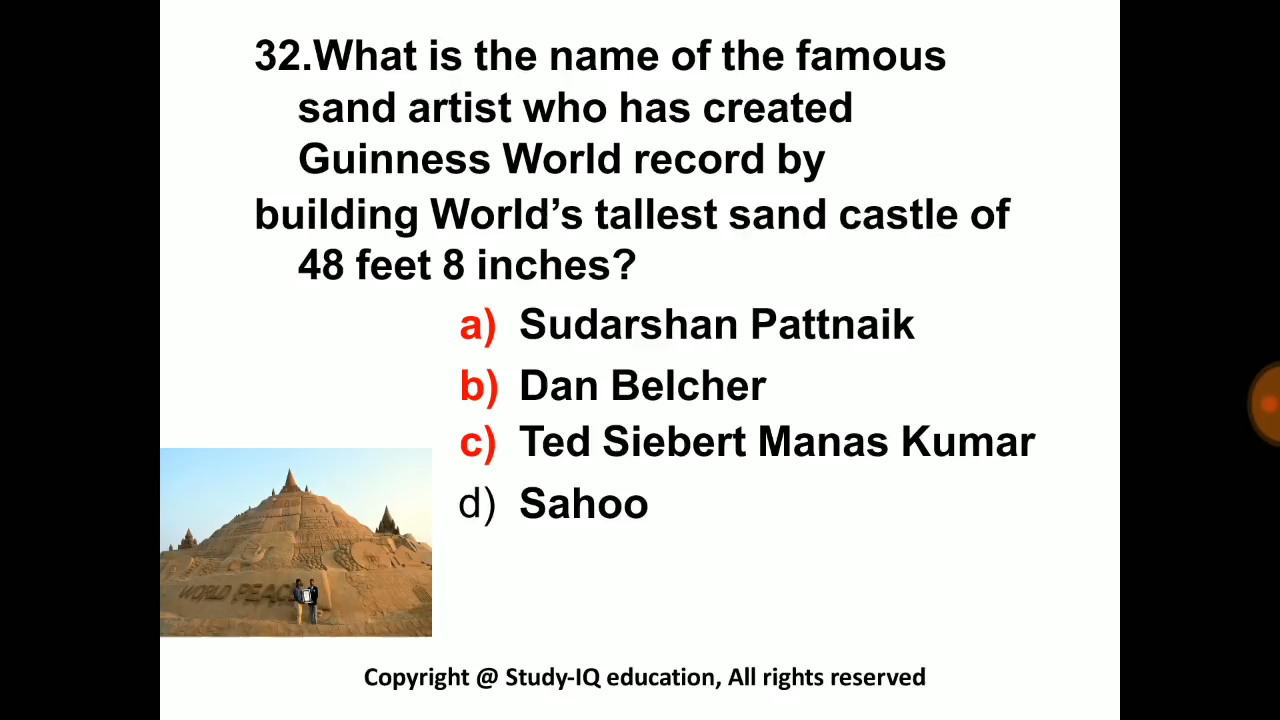 32.What is the name of the famous
sand artist who has created
Guinness World record by
building World's tallest sand castle of
48 feet 8 inches?
a) Sudarshan Pattnaik
b) Dan Belcher
c) Ted Siebert Manas Kumar
d) Sahoo
WORLD PEACE
Copyright @ Study-IQ education, All rights reserved